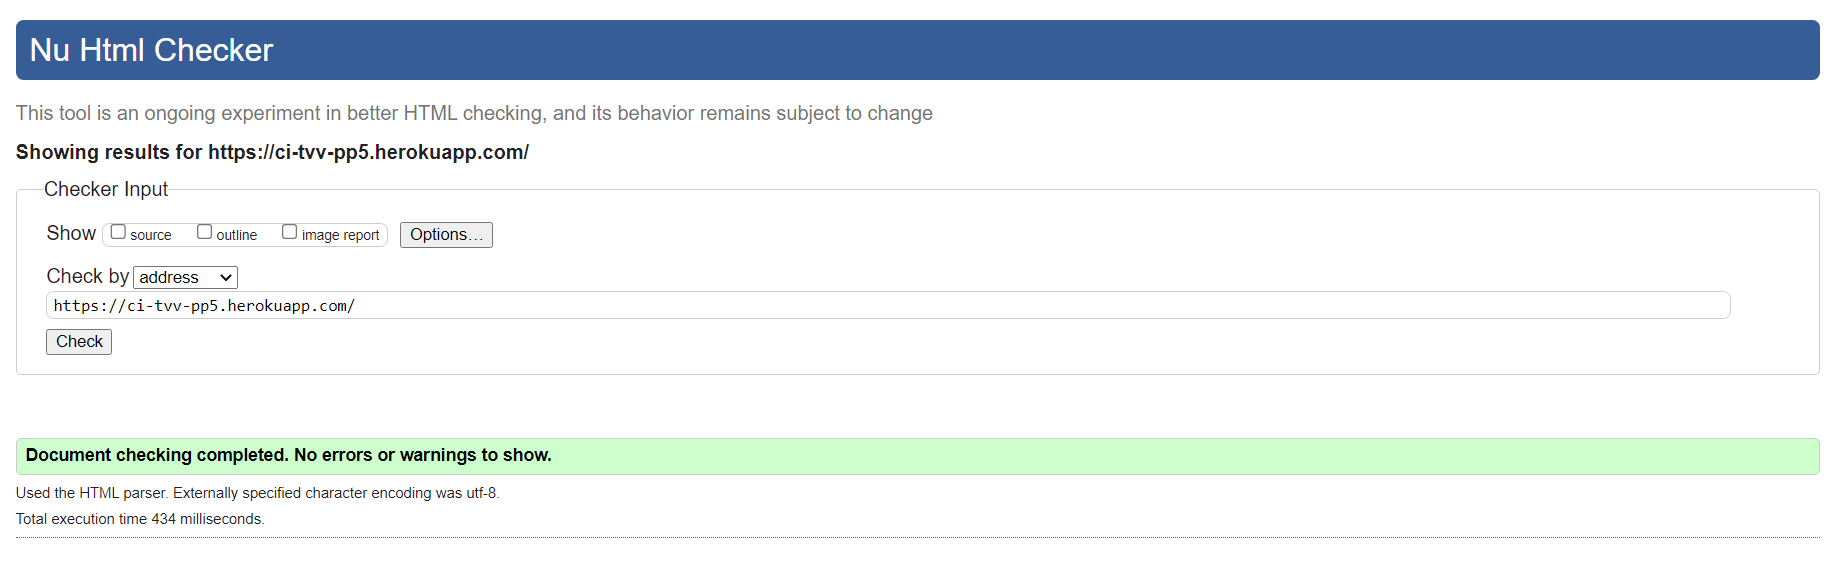 Nu Html Checker
This tool is an ongoing experiment in better HTML checking, and its behavior remains subject to change
Showing results for https://ci-tvv-pp5.herokuapp.com/
Checker Input
Show source outline image report Options...
Check by address
https://ci-tvv-pp5.herokuapp.com/
Check
Document checking completed. No errors or warnings to show.
Used the HTML parser. Externally specified character encoding was utf-8.
Total execution time 434 milliseconds.